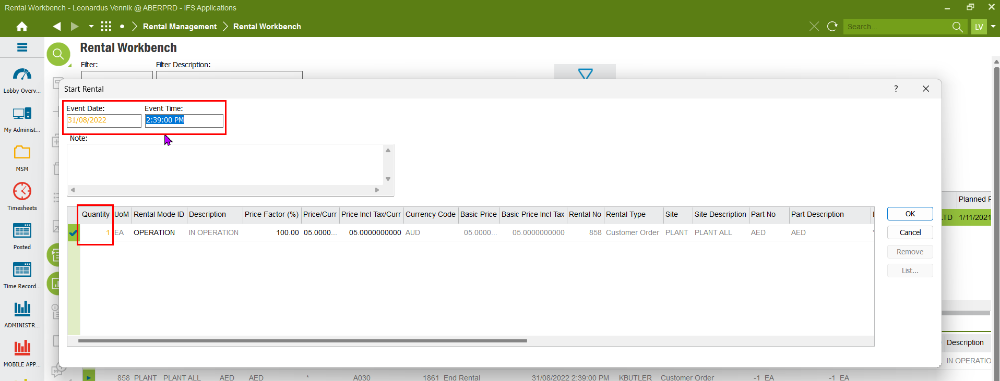 Rental Workbench - Leonardus Vennik @ ABERPRD - IFS Applications
Rental Management Rental Workbench
Search...
LV
Rental Workbench
Filter: Filter Description:
Lobby Overv...
My Administ...
MSM
Timesheets
Posted
Time Record...
ADMINISTR...
MOBILE APP...
Start Rental
?
Event Date: Event Time:
31/08/2022 2:39:00 PM
Note:
Quantity UoM Rental Mode ID Description Price Factor (%) Price/Curr Price Incl Tax/Curr Currency Code Basic Price Basic Price Incl Tax Rental No Rental Type Site Site Description Part No Part Description
1 EA OPERATION IN OPERATION 100.00 05.0000... 05.0000000000 AUD 05.0000... 05.0000000000 858 Customer Order PLANT PLANT ALL AED AED
OK
Cancel
Remove
List...
Planned R
LTD 1/11/2021
Description
IN OPERATIO
858 PLANT PLANT ALL AED AED * A030 1861 End Rental 31/08/2022 2:39:00 PM KBUTLER Customer Order -1 EA -1 EA